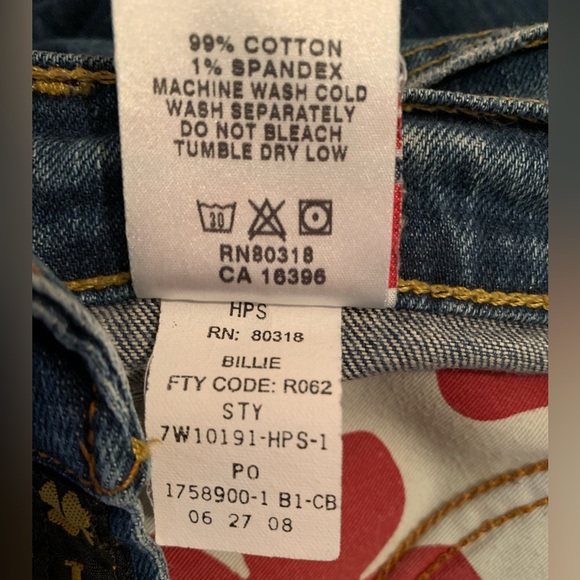 99% COTTON
1% SPANDEX
MACHINE WASH COLD
WASH SEPARATELY
DO NOT BLEACH
TUMBLE DRY LOW
30
RN80318
CA 16396
HPS
RN: 80318
BILLIE
FTY CODE: R062
STY
7W10191-HPS-1
PO
1758900-1 B1-CB
06 27 08